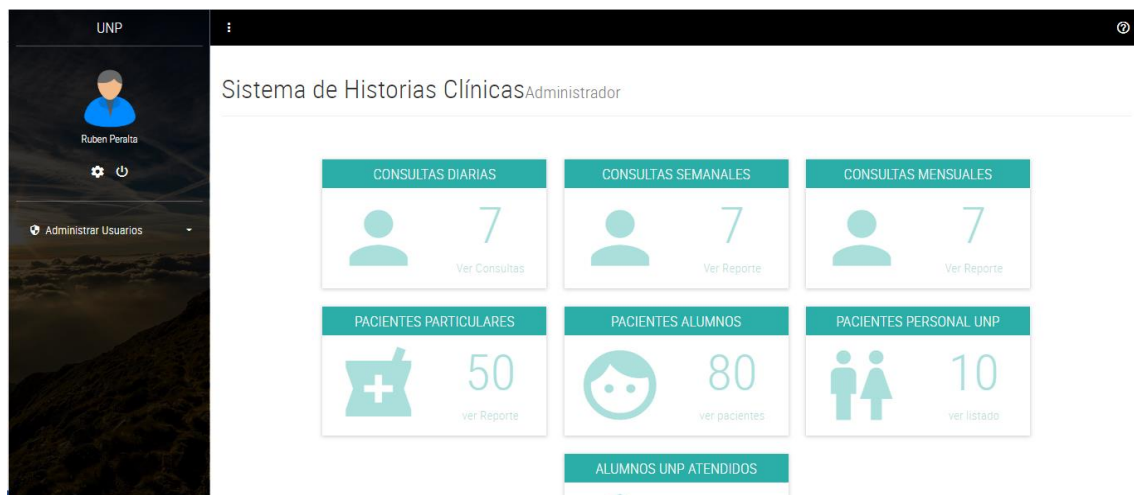 UNP
Ruben Peralta
Administrar Usuarios
Sistema de Historias ClínicasAdministrador
CONSULTAS DIARIAS
7
Ver Consultas
CONSULTAS SEMANALES
7
Ver Reporte
CONSULTAS MENSUALES
7
Ver Reporte
PACIENTES PARTICULARES
50
ver Reporte
PACIENTES ALUMNOS
80
ver pacientes
PACIENTES PERSONAL UNP
10
ver listado
ALUMNOS UNP ATENDIDOS